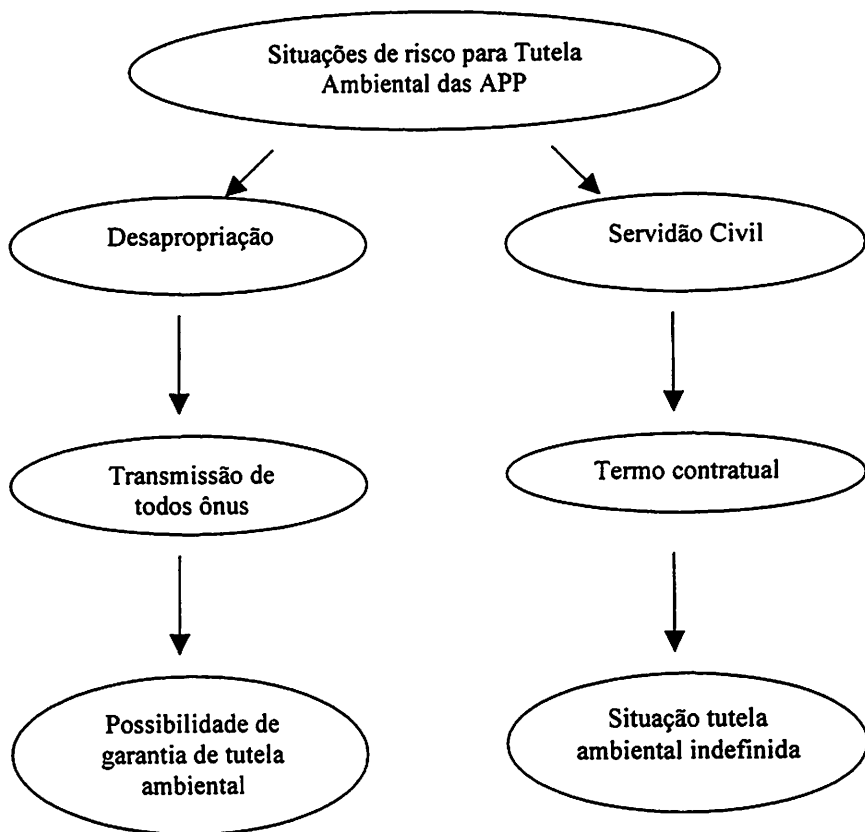 Situações de risco para Tutela
Ambiental das APP
Desapropriação
Servidão Civil
Transmissão de
todos ônus
Termo contratual
Possibilidade de
garantia de tutela
ambiental
Situação tutela
ambiental indefinida